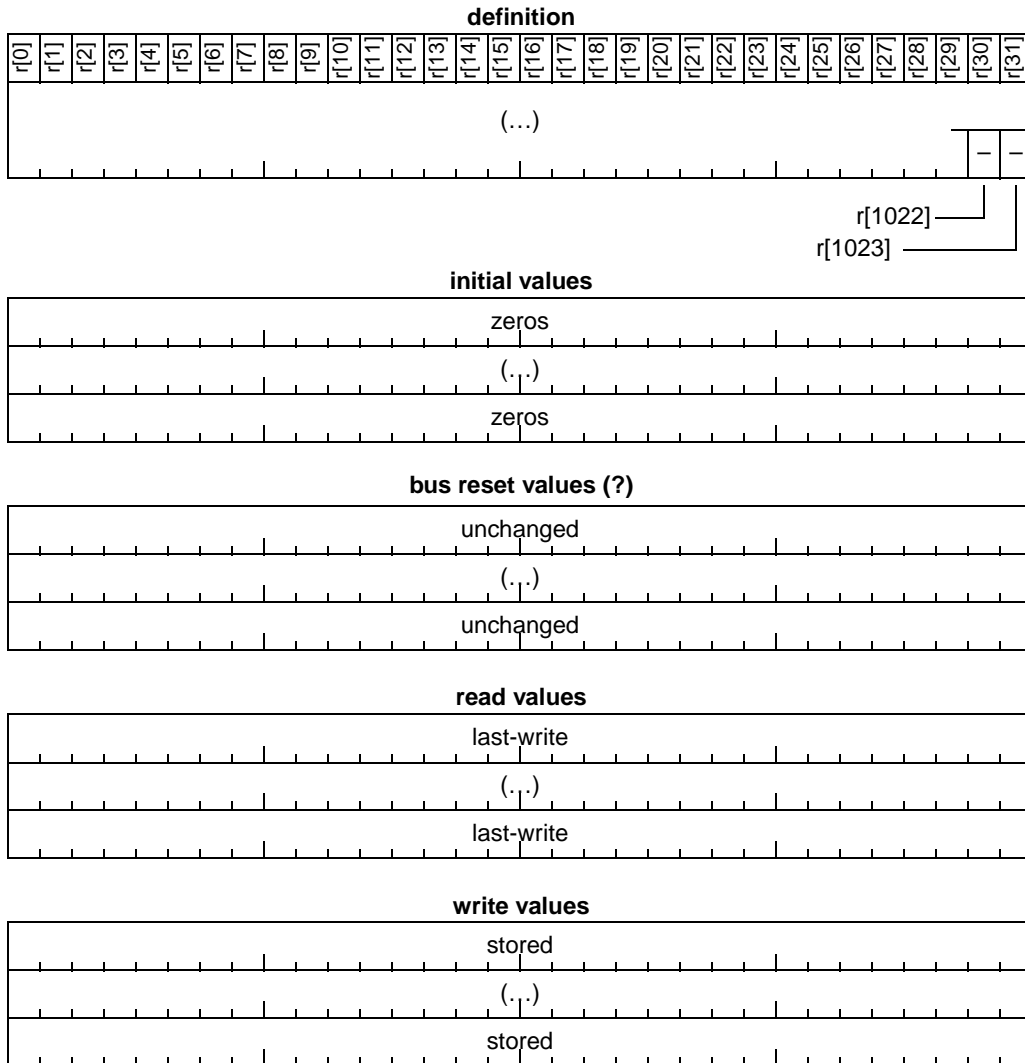 definition
r[0] r[1] r[2] r[3] r[4] r[5] r[6] r[7] r[8] r[9] r[10] r[11] r[12] r[13] r[14] r[15] r[16] r[17] r[18] r[19] r[20] r[21] r[22] r[23] r[24] r[25] r[26] r[27] r[28] r[29] r[30] r[31]
(…)
– –
r[1022]
r[1023]
initial values
zeros
(…)
zeros
bus reset values (?)
unchanged
(…)
unchanged
read values
last-write
(…)
last-write
write values
stored
(…)
stored